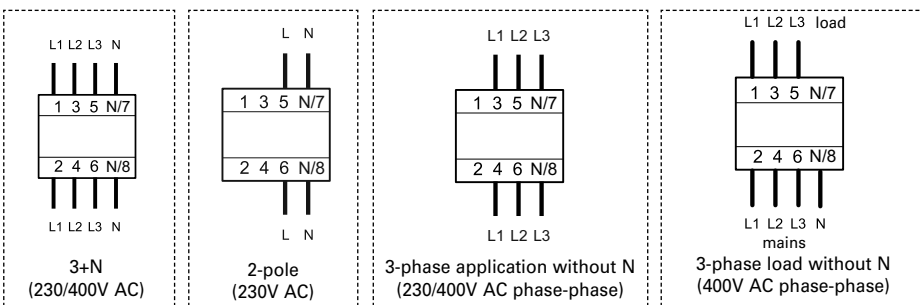 L1 L2 L3 N
1 3 5 N/7
2 4 6 N/8
L1 L2 L3 N
3+N
(230/400V AC)
L N
1 3 5 N/7
2 4 6 N/8
L N
2-pole
(230V AC)
L1 L2 L3
1 3 5 N/7
2 4 6 N/8
L1 L2 L3
3-phase application without N
(230/400V AC phase-phase)
L1 L2 L3 load
1 3 5 N/7
2 4 6 N/8
L1 L2 L3 N
mains
3-phase load without N
(400V AC phase-phase)